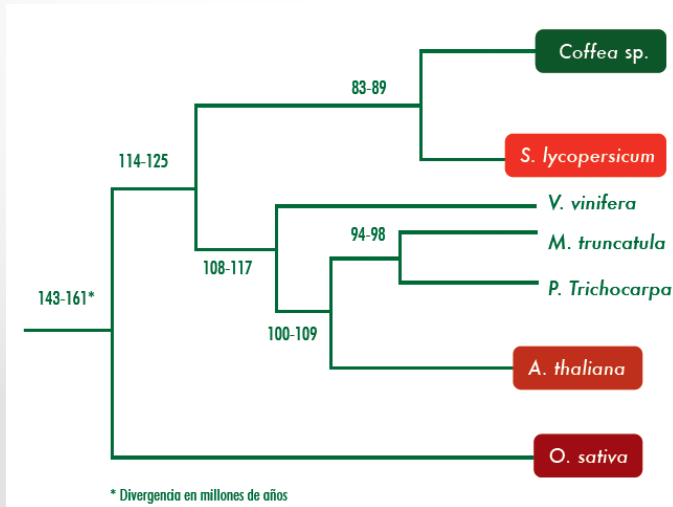 Coffea sp.
83-89
S. lycopersicum
114-125
V. vinifera
94-98
M. truncatula
108-117
P. Trichocarpa
143-161*
100-109
A. thaliana
O. sativa
* Divergencia en millones de años